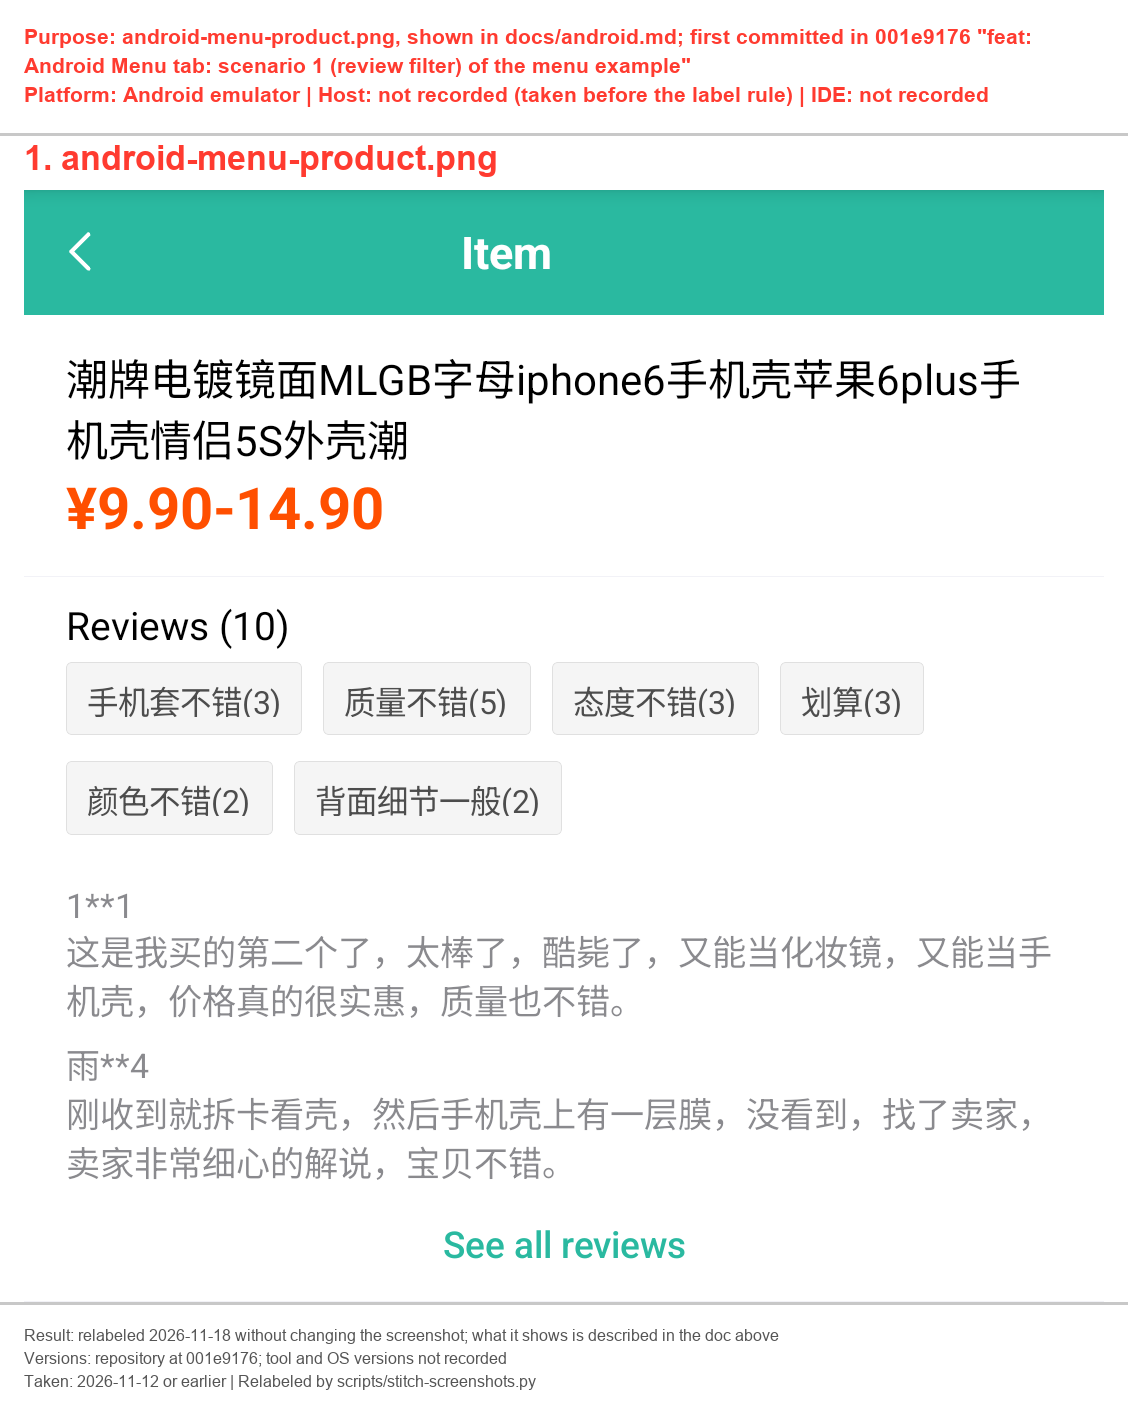 Purpose: android-menu-product.png, shown in docs/android.md; first committed in 001e9176 "feat:
Android Menu tab: scenario 1 (review filter) of the menu example"
Platform: Android emulator | Host: not recorded (taken before the label rule) | IDE: not recorded
1. android-menu-product.png
Item
潮牌电镀镜面MLGB字母iphone6手机壳苹果6plus手
机壳情侣5S外壳潮
¥9.90-14.90
Reviews (10)
手机套不错(3) 质量不错(5) 态度不错(3) 划算(3)
颜色不错(2) 背面细节一般(2)
1**1
这是我买的第二个了，太棒了，酷毙了，又能当化妆镜，又能当手
机壳，价格真的很实惠，质量也不错。
雨**4
刚收到就拆卡看壳，然后手机壳上有一层膜，没看到，找了卖家，
卖家非常细心的解说，宝贝不错。
See all reviews
Result: relabeled 2026-11-18 without changing the screenshot; what it shows is described in the doc above
Versions: repository at 001e9176; tool and OS versions not recorded
Taken: 2026-11-12 or earlier | Relabeled by scripts/stitch-screenshots.py